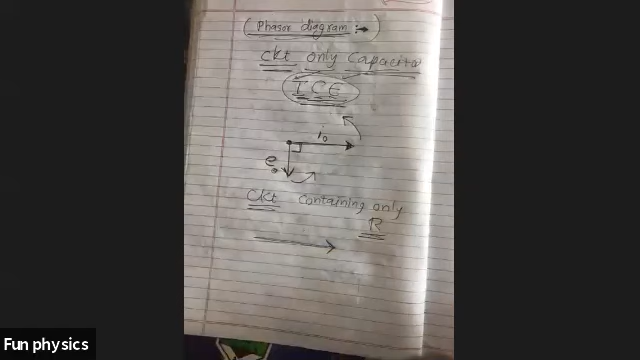 (Phasor diagram :→)
Ckt only Capacitor
ICE
i₀
e₀
Ckt Containing only
R
Fun physics